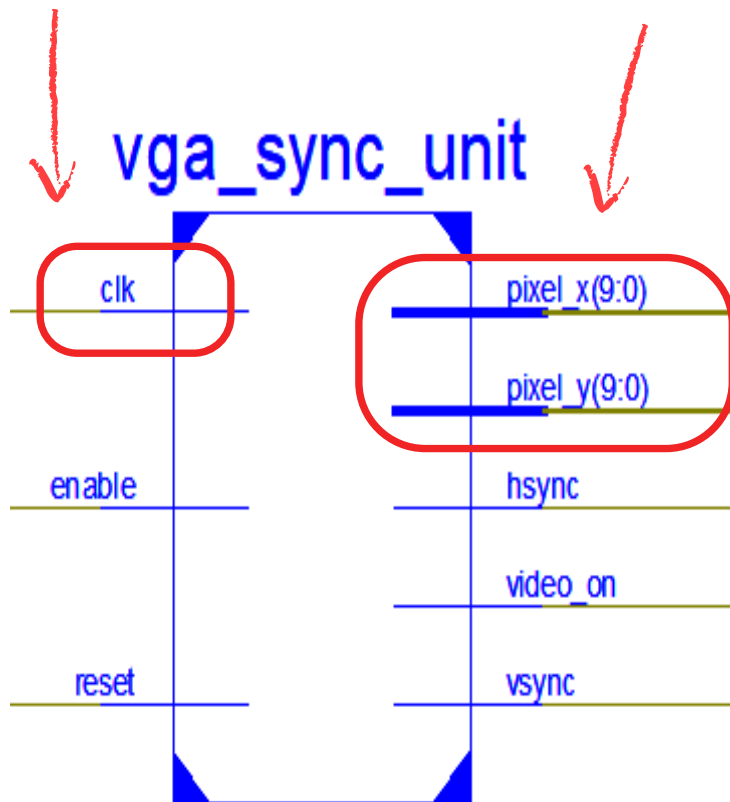 vga_sync_unit
clk
pixel_x(9:0)
pixel_y(9:0)
enable
hsync
video_on
reset
vsync